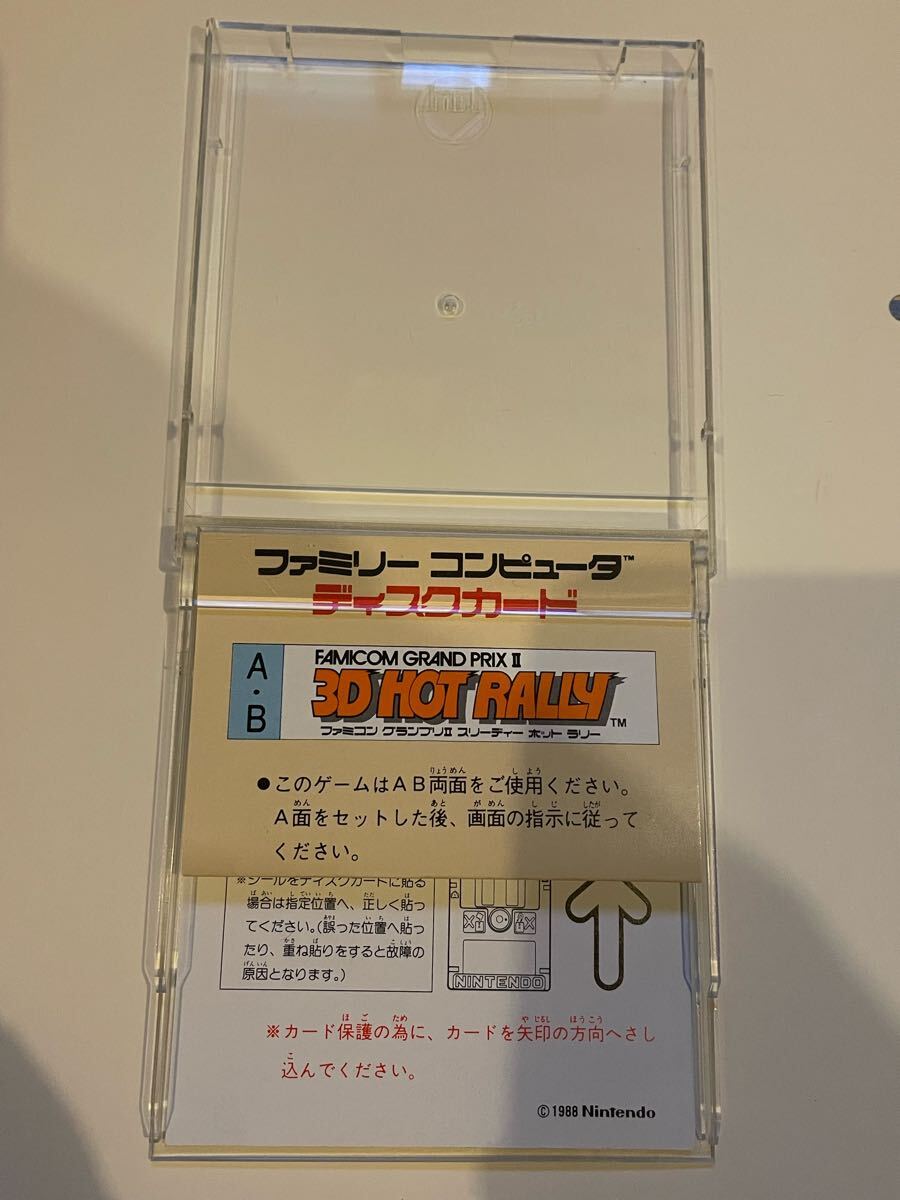 ファミリー コンピュータ™
ディスクカード
A・B
FAMICOM GRAND PRIX II
3D HOT RALLY™
ファミコン グランプリII スリーディー ホット ラリー
●このゲームはAB両面をご使用ください。
A面をセットした後、画面の指示に従って
ください。
※シールをディスクカードに貼る
場合は指定位置へ、正しく貼っ
てください。(誤った位置へ貼っ
たり、重ね貼りをすると故障の
原因となります。)
NINTENDO
※カード保護の為に、カードを矢印の方向へさし
込んでください。
©1988 Nintendo